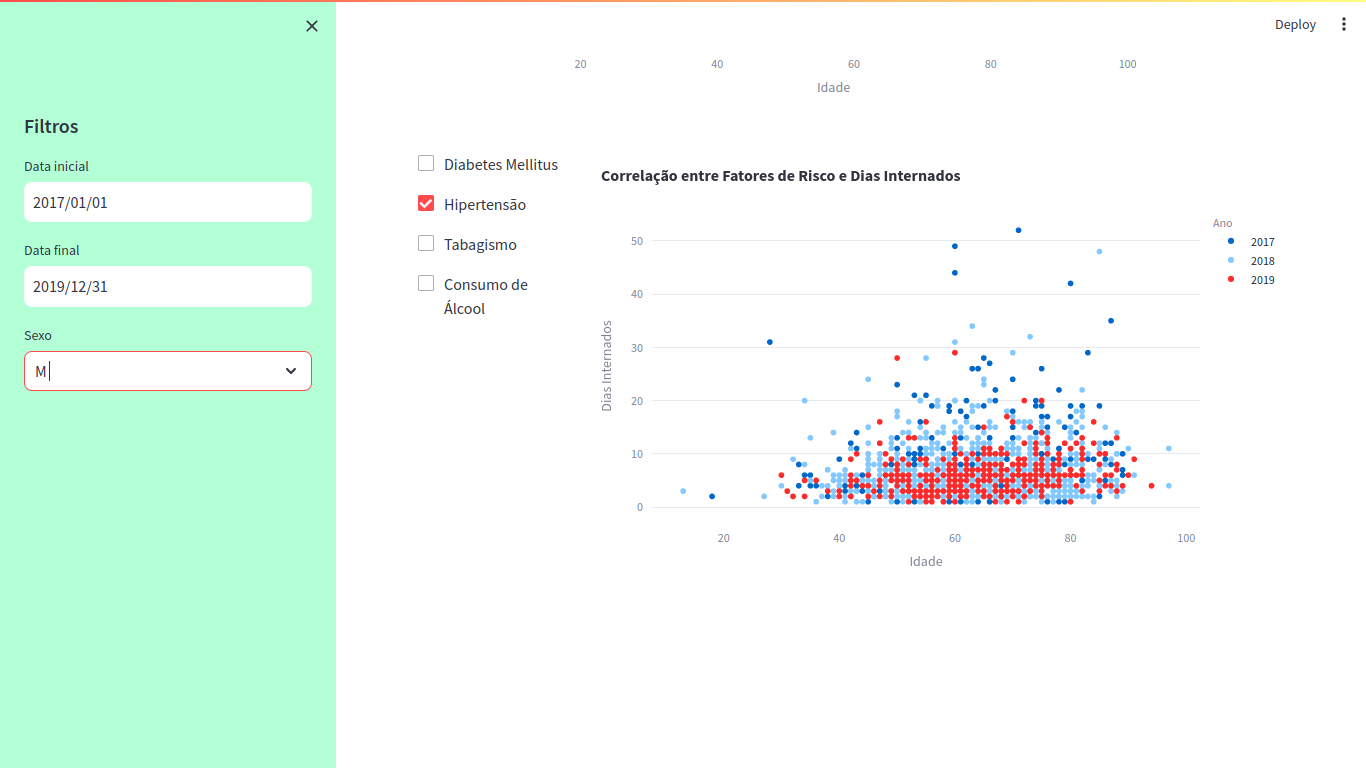 Deploy
Filtros
Data inicial
2017/01/01
Data final
2019/12/31
Sexo
M
20 40 60 80 100
Idade
Diabetes Mellitus
Hipertensão
Tabagismo
Consumo de
Álcool
Correlação entre Fatores de Risco e Dias Internados
Dias Internados
50
40
30
20
10
0
20 40 60 80 100
Idade
Ano
2017
2018
2019